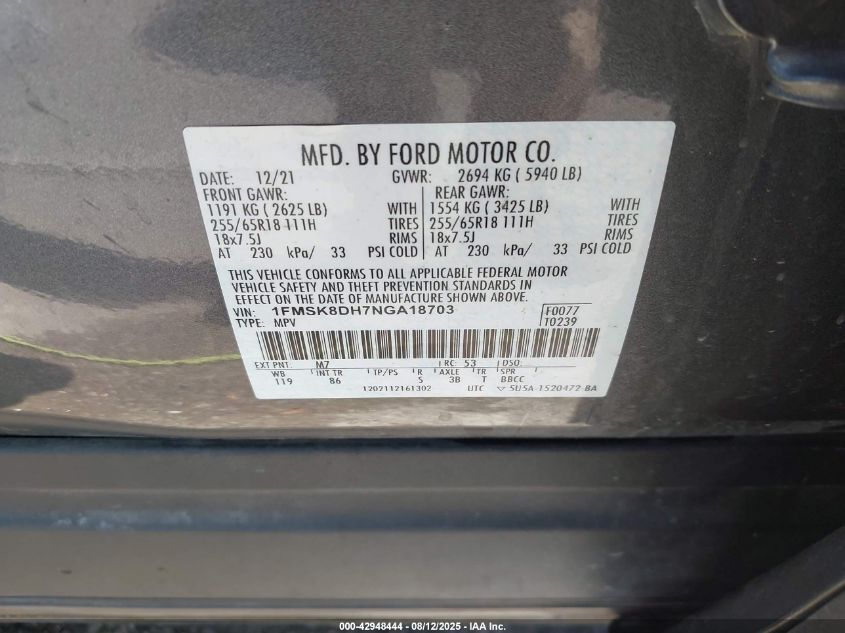 MFD. BY FORD MOTOR CO.
DATE: 12/21 GVWR: 2694 KG ( 5940 LB)
FRONT GAWR: REAR GAWR:
1191 KG ( 2625 LB) WITH 1554 KG ( 3425 LB) WITH
255/65R18 111H TIRES 255/65R18 111H TIRES
18x7.5J RIMS 18x7.5J RIMS
AT 230 kPa/ 33 PSI COLD AT 230 kPa/ 33 PSI COLD
THIS VEHICLE CONFORMS TO ALL APPLICABLE FEDERAL MOTOR
VEHICLE SAFETY AND THEFT PREVENTION STANDARDS IN
EFFECT ON THE DATE OF MANUFACTURE SHOWN ABOVE.
VIN: 1FMSK8DH7NGA18703 F0077
TYPE: MPV T0239
EXT PNT: M7 RC: 53 DSO:
WB INT TR TP/PS R AXLE TR SPR
119 86 S 3B T BBCC
1202112161302 UTC ▽ 5U5A-1520472-BA
000-42948444 - 08/12/2025 - IAA Inc.